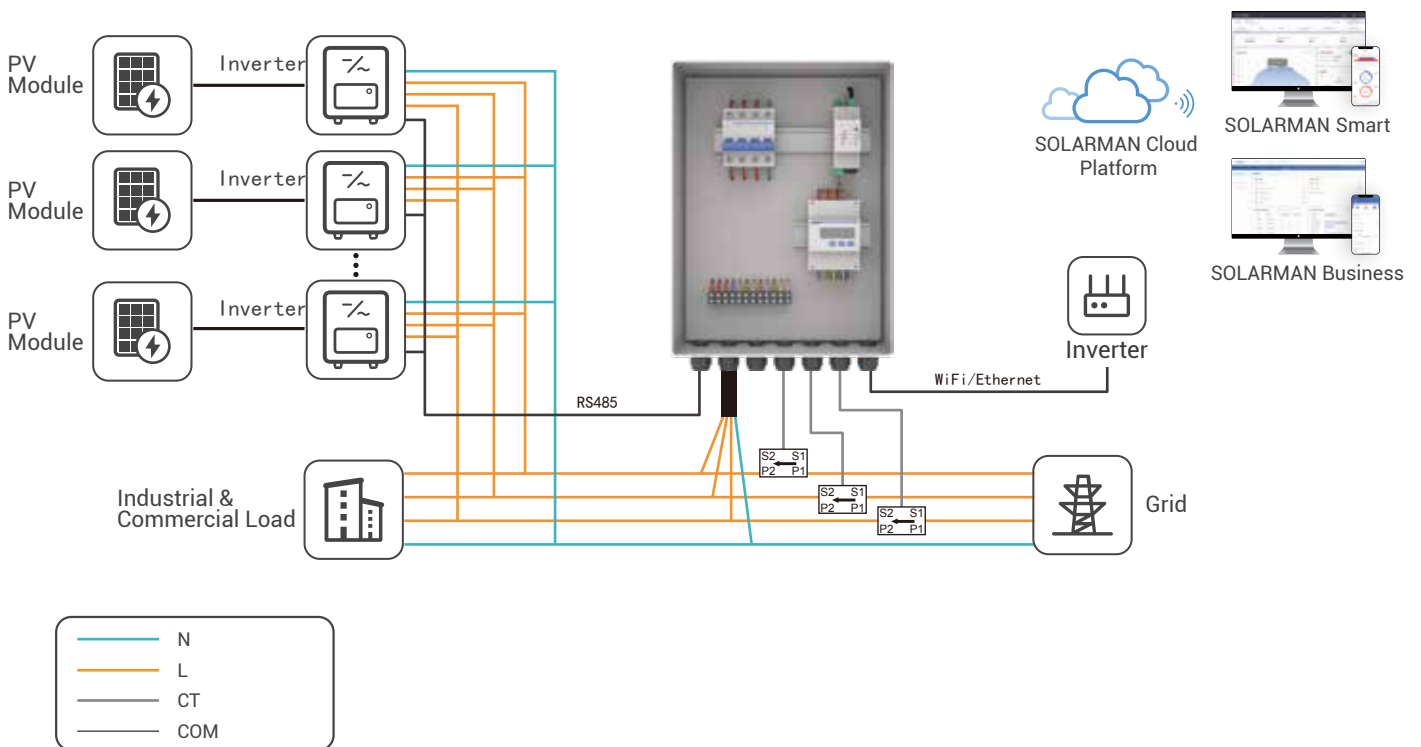 PV
Module
Inverter
PV
Module
Inverter
PV
Module
Inverter
SOLARMAN Cloud
Platform
SOLARMAN Smart
SOLARMAN Business
Inverter
WiFi/Ethernet
RS485
S2 S1
P2 P1
S2 S1
P2 P1
S2 S1
P2 P1
Industrial &
Commercial Load
Grid
N
L
CT
COM